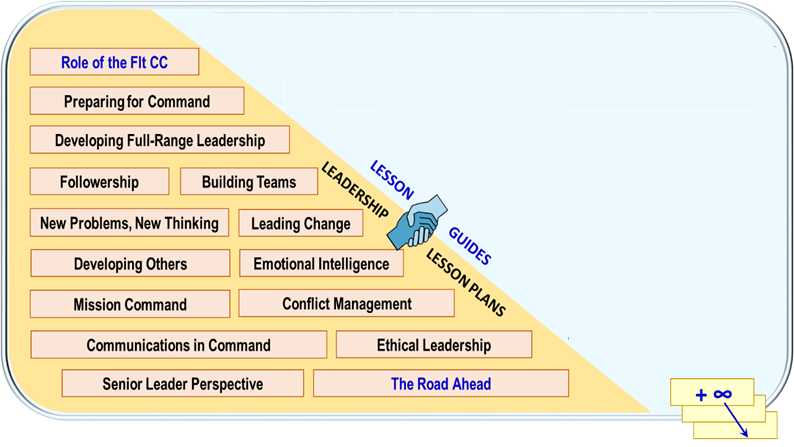 Role of the Flt CC
Preparing for Command
Developing Full-Range Leadership
Followership
Building Teams
LEADERSHIP
LESSON
New Problems, New Thinking
Leading Change
GUIDES
Developing Others
Emotional Intelligence
LESSON PLANS
Mission Command
Conflict Management
Communications in Command
Ethical Leadership
Senior Leader Perspective
The Road Ahead
+ ∞